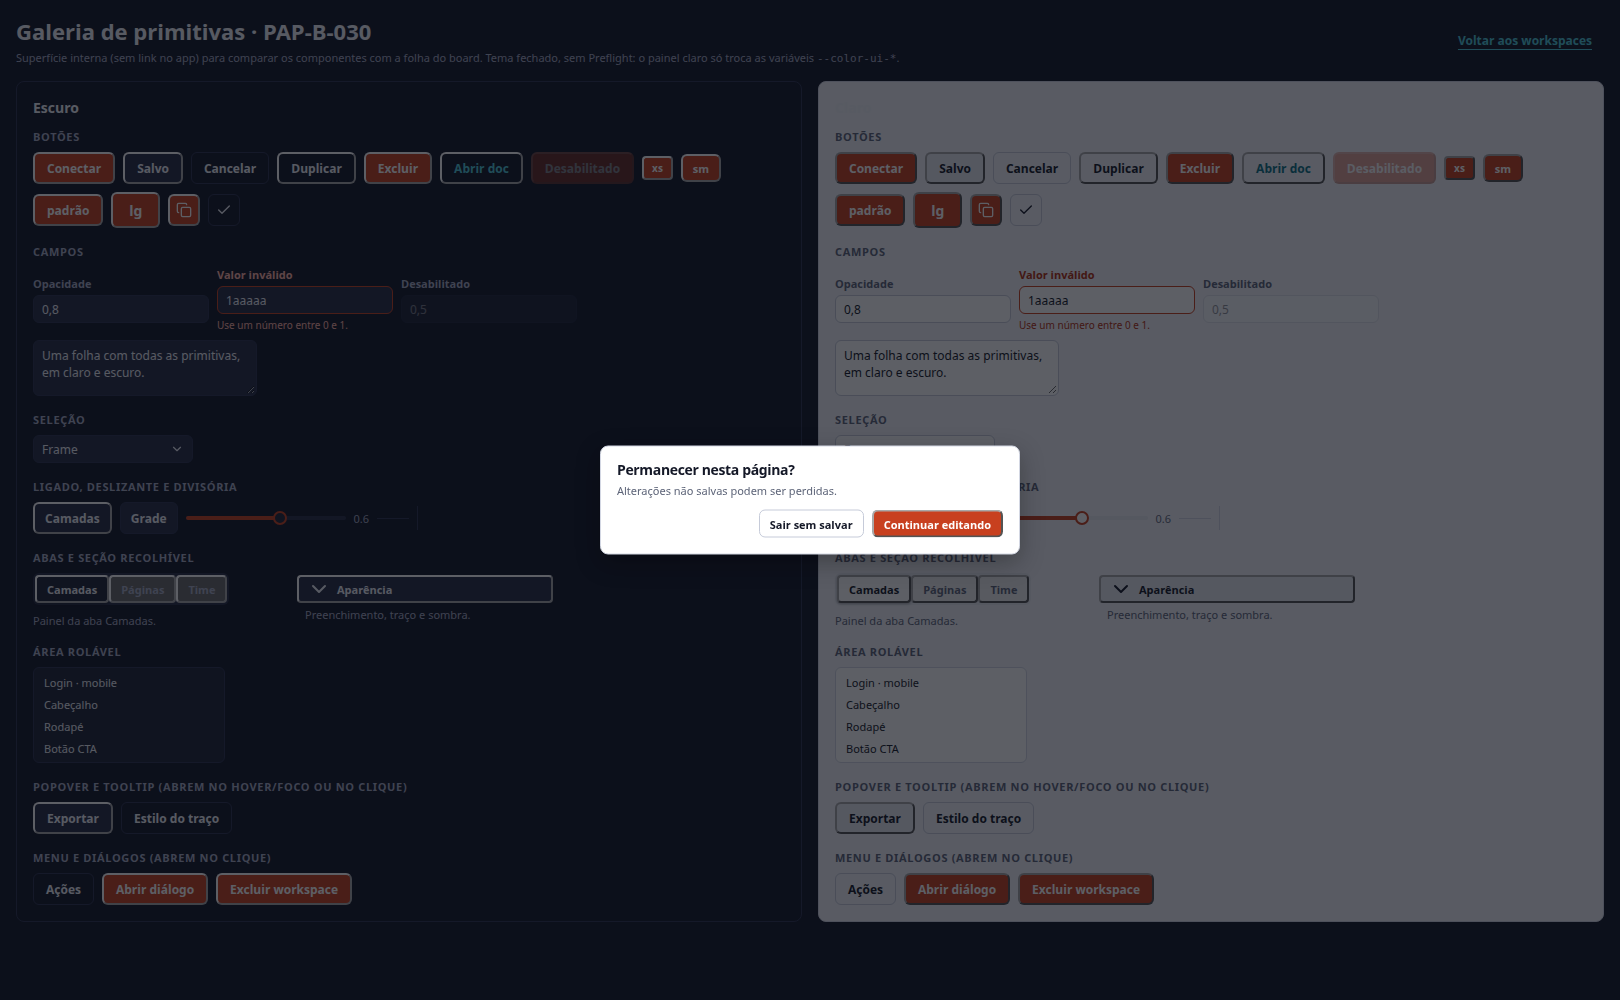 Galeria de primitivas · PAP-B-030
Superfície interna (sem link no app) para comparar os componentes com a folha do board. Tema fechado, sem Preflight: o painel claro só troca as variáveis --color-ui-*.
Voltar aos workspaces
Escuro
BOTÕES
Conectar Salvo Cancelar Duplicar Excluir Abrir doc Desabilitado xs sm
padrão lg
CAMPOS
Opacidade Valor inválido Desabilitado
0,8 1aaaaa 0,5
Use um número entre 0 e 1.
Uma folha com todas as primitivas,
em claro e escuro.
SELEÇÃO
Frame
LIGADO, DESLIZANTE E DIVISÓRIA
Camadas Grade 0.6
ABAS E SEÇÃO RECOLHÍVEL
Camadas Páginas Time Aparência
Painel da aba Camadas. Preenchimento, traço e sombra.
ÁREA ROLÁVEL
Login · mobile
Cabeçalho
Rodapé
Botão CTA
POPOVER E TOOLTIP (ABREM NO HOVER/FOCO OU NO CLIQUE)
Exportar Estilo do traço
MENU E DIÁLOGOS (ABREM NO CLIQUE)
Ações Abrir diálogo Excluir workspace
BOTÕES
Conectar Salvo Cancelar Duplicar Excluir Abrir doc Desabilitado xs sm
padrão lg
CAMPOS
Opacidade Valor inválido Desabilitado
0,8 1aaaaa 0,5
Use um número entre 0 e 1.
Uma folha com todas as primitivas,
em claro e escuro.
SELEÇÃO
0.6
ABAS E SEÇÃO RECOLHÍVEL
Camadas Páginas Time Aparência
Painel da aba Camadas. Preenchimento, traço e sombra.
ÁREA ROLÁVEL
Login · mobile
Cabeçalho
Rodapé
Botão CTA
POPOVER E TOOLTIP (ABREM NO HOVER/FOCO OU NO CLIQUE)
Exportar Estilo do traço
MENU E DIÁLOGOS (ABREM NO CLIQUE)
Ações Abrir diálogo Excluir workspace
Permanecer nesta página?
Alterações não salvas podem ser perdidas.
Sair sem salvar Continuar editando